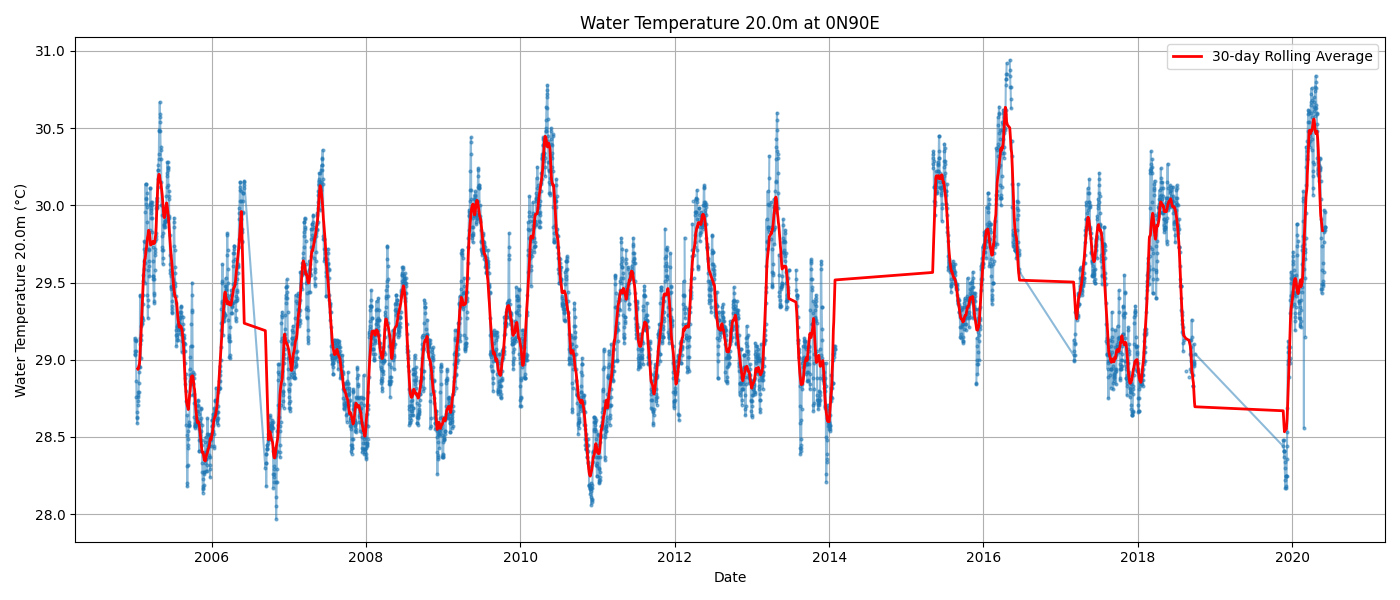 Water Temperature 20.0m at 0N90E
30-day Rolling Average
Water Temperature 20.0m (°C)
31.0
30.5
30.0
29.5
29.0
28.5
28.0
2006 2008 2010 2012 2014 2016 2018 2020
Date